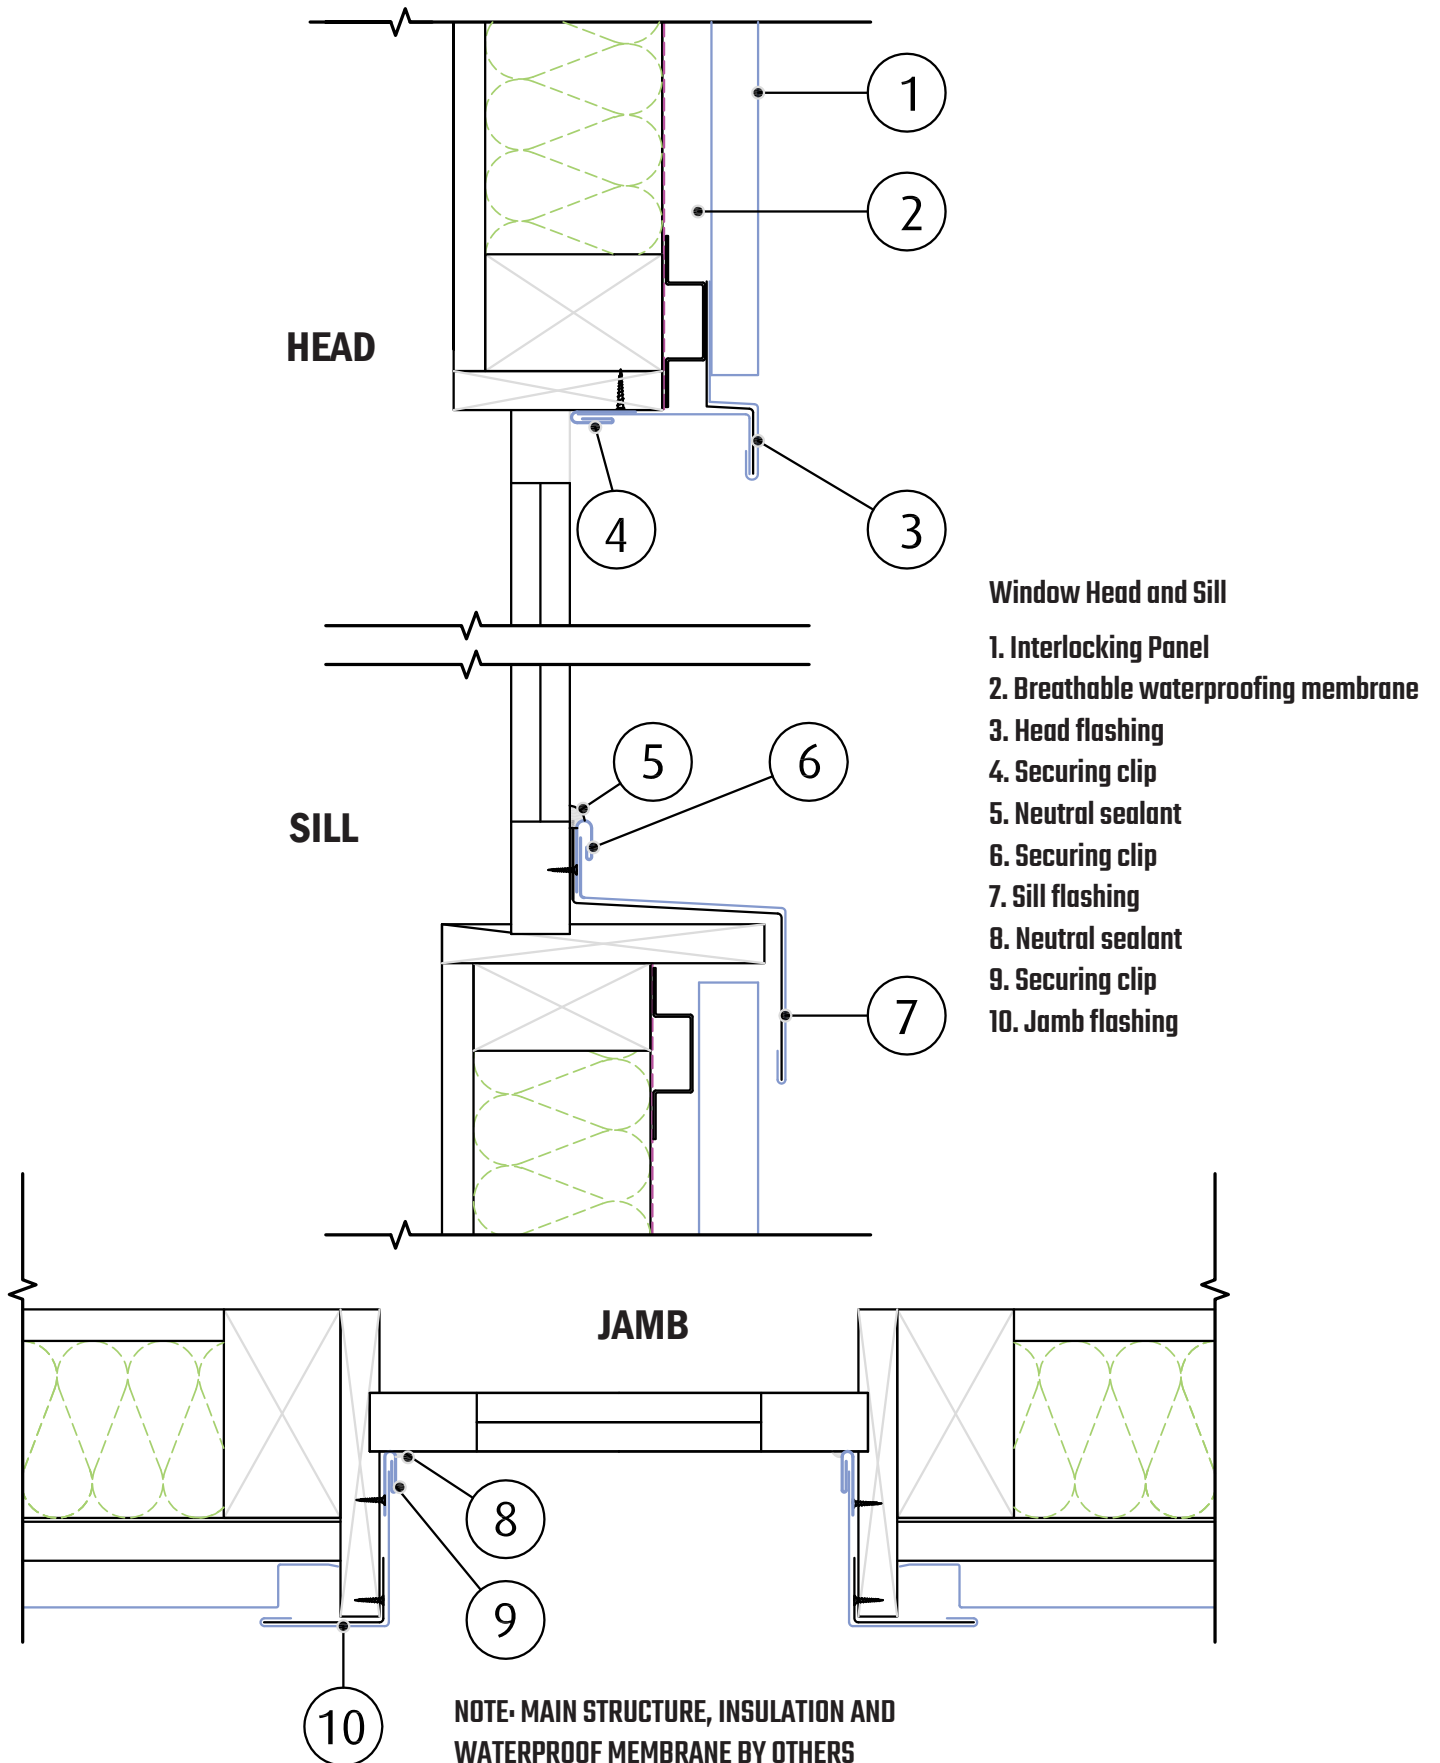 1
2
HEAD
4
3
Window Head and Sill
1. Interlocking Panel
2. Breathable waterproofing membrane
3. Head flashing
4. Securing clip
5. Neutral sealant
6. Securing clip
7. Sill flashing
8. Neutral sealant
9. Securing clip
10. Jamb flashing
5
6
SILL
7
JAMB
8
9
10
NOTE: MAIN STRUCTURE, INSULATION AND
WATERPROOF MEMBRANE BY OTHERS